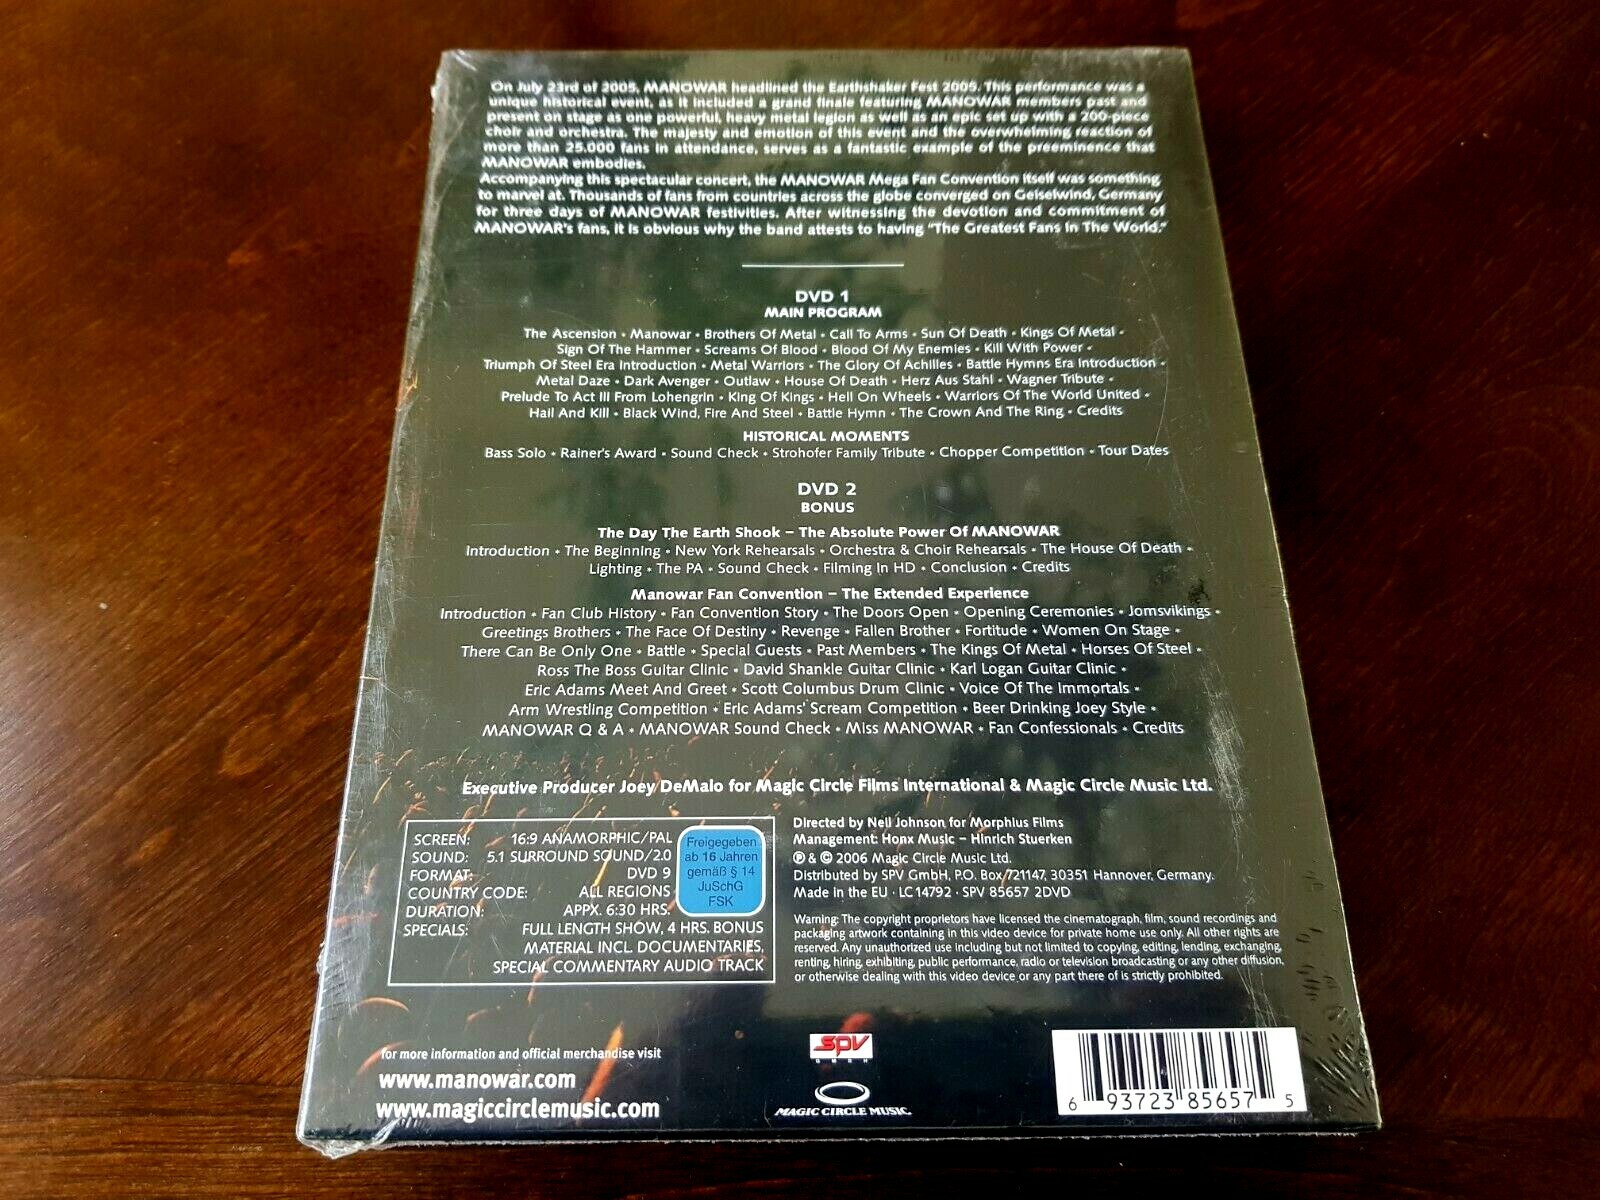 On July 23rd of 2005, MANOWAR headlined the Earthshaker Fest 2005. This performance was a
unique historical event, as it included a grand finale featuring MANOWAR members past and
present on stage as one powerful, heavy metal legion as well as an epic set up with a 200-piece
choir and orchestra. The majesty and emotion of this event and the overwhelming reaction of
more than 25.000 fans in attendance, serves as a fantastic example of the preeminence that
MANOWAR embodies.
Accompanying this spectacular concert, the MANOWAR Mega Fan Convention itself was something
to marvel at. Thousands of fans from countries across the globe converged on Geiselwind, Germany
for three days of MANOWAR festivities. After witnessing the devotion and commitment of
MANOWAR's fans, it is obvious why the band attests to having "The Greatest Fans In The World."
DVD 1
MAIN PROGRAM
The Ascension • Manowar • Brothers Of Metal • Call To Arms • Sun Of Death • Kings Of Metal •
Sign Of The Hammer • Screams Of Blood • Blood Of My Enemies • Kill With Power •
Triumph Of Steel Era Introduction • Metal Warriors • The Glory Of Achilles • Battle Hymns Era Introduction •
Metal Daze • Dark Avenger • Outlaw • House Of Death • Herz Aus Stahl • Wagner Tribute •
Prelude To Act III From Lohengrin • King Of Kings • Hell On Wheels • Warriors Of The World United •
Hail And Kill • Black Wind, Fire And Steel • Battle Hymn • The Crown And The Ring • Credits
HISTORICAL MOMENTS
Bass Solo • Rainer's Award • Sound Check • Strohofer Family Tribute • Chopper Competition • Tour Dates
DVD 2
BONUS
The Day The Earth Shook – The Absolute Power Of MANOWAR
Introduction • The Beginning • New York Rehearsals • Orchestra & Choir Rehearsals • The House Of Death •
Lighting • The PA • Sound Check • Filming In HD • Conclusion • Credits
Manowar Fan Convention – The Extended Experience
Introduction • Fan Club History • Fan Convention Story • The Doors Open • Opening Ceremonies • Jomsvikings •
Greetings Brothers • The Face Of Destiny • Revenge • Fallen Brother • Fortitude • Women On Stage •
There Can Be Only One • Battle • Special Guests • Past Members • The Kings Of Metal • Horses Of Steel •
Ross The Boss Guitar Clinic • David Shankle Guitar Clinic • Karl Logan Guitar Clinic •
Eric Adams Meet And Greet • Scott Columbus Drum Clinic • Voice Of The Immortals •
Arm Wrestling Competition • Eric Adams' Scream Competition • Beer Drinking Joey Style •
MANOWAR Q & A • MANOWAR Sound Check • Miss MANOWAR • Fan Confessionals • Credits
Executive Producer Joey DeMaio for Magic Circle Films International & Magic Circle Music Ltd.
SCREEN: 16:9 ANAMORPHIC/PAL
SOUND: 5.1 SURROUND SOUND/2.0
FORMAT: DVD 9
COUNTRY CODE: ALL REGIONS
DURATION: APPX. 6:30 HRS.
SPECIALS: FULL LENGTH SHOW, 4 HRS. BONUS
MATERIAL INCL. DOCUMENTARIES,
SPECIAL COMMENTARY AUDIO TRACK
Freigegeben
ab 16 Jahren
gemäß § 14
JuSchG
FSK
Directed by Neil Johnson for Morphius Films
Management: Honx Music – Hinrich Stuerken
℗ & © 2006 Magic Circle Music Ltd.
Distributed by SPV GmbH, P.O. Box 721147, 30351 Hannover, Germany.
Made in the EU • LC 14792 • SPV 85657 2DVD
Warning: The copyright proprietors have licensed the cinematograph, film, sound recordings and
packaging artwork containing in this video device for private home use only. All other rights are
reserved. Any unauthorized use including but not limited to copying, editing, lending, exchanging,
renting, hiring, exhibiting, public performance, radio or television broadcasting or any other diffusion,
or otherwise dealing with this video device or any part there of is strictly prohibited.
for more information and official merchandise visit
www.manowar.com
www.magiccirclemusic.com
SPV
GMBH
MAGIC CIRCLE MUSIC.
6 93723 85657 5